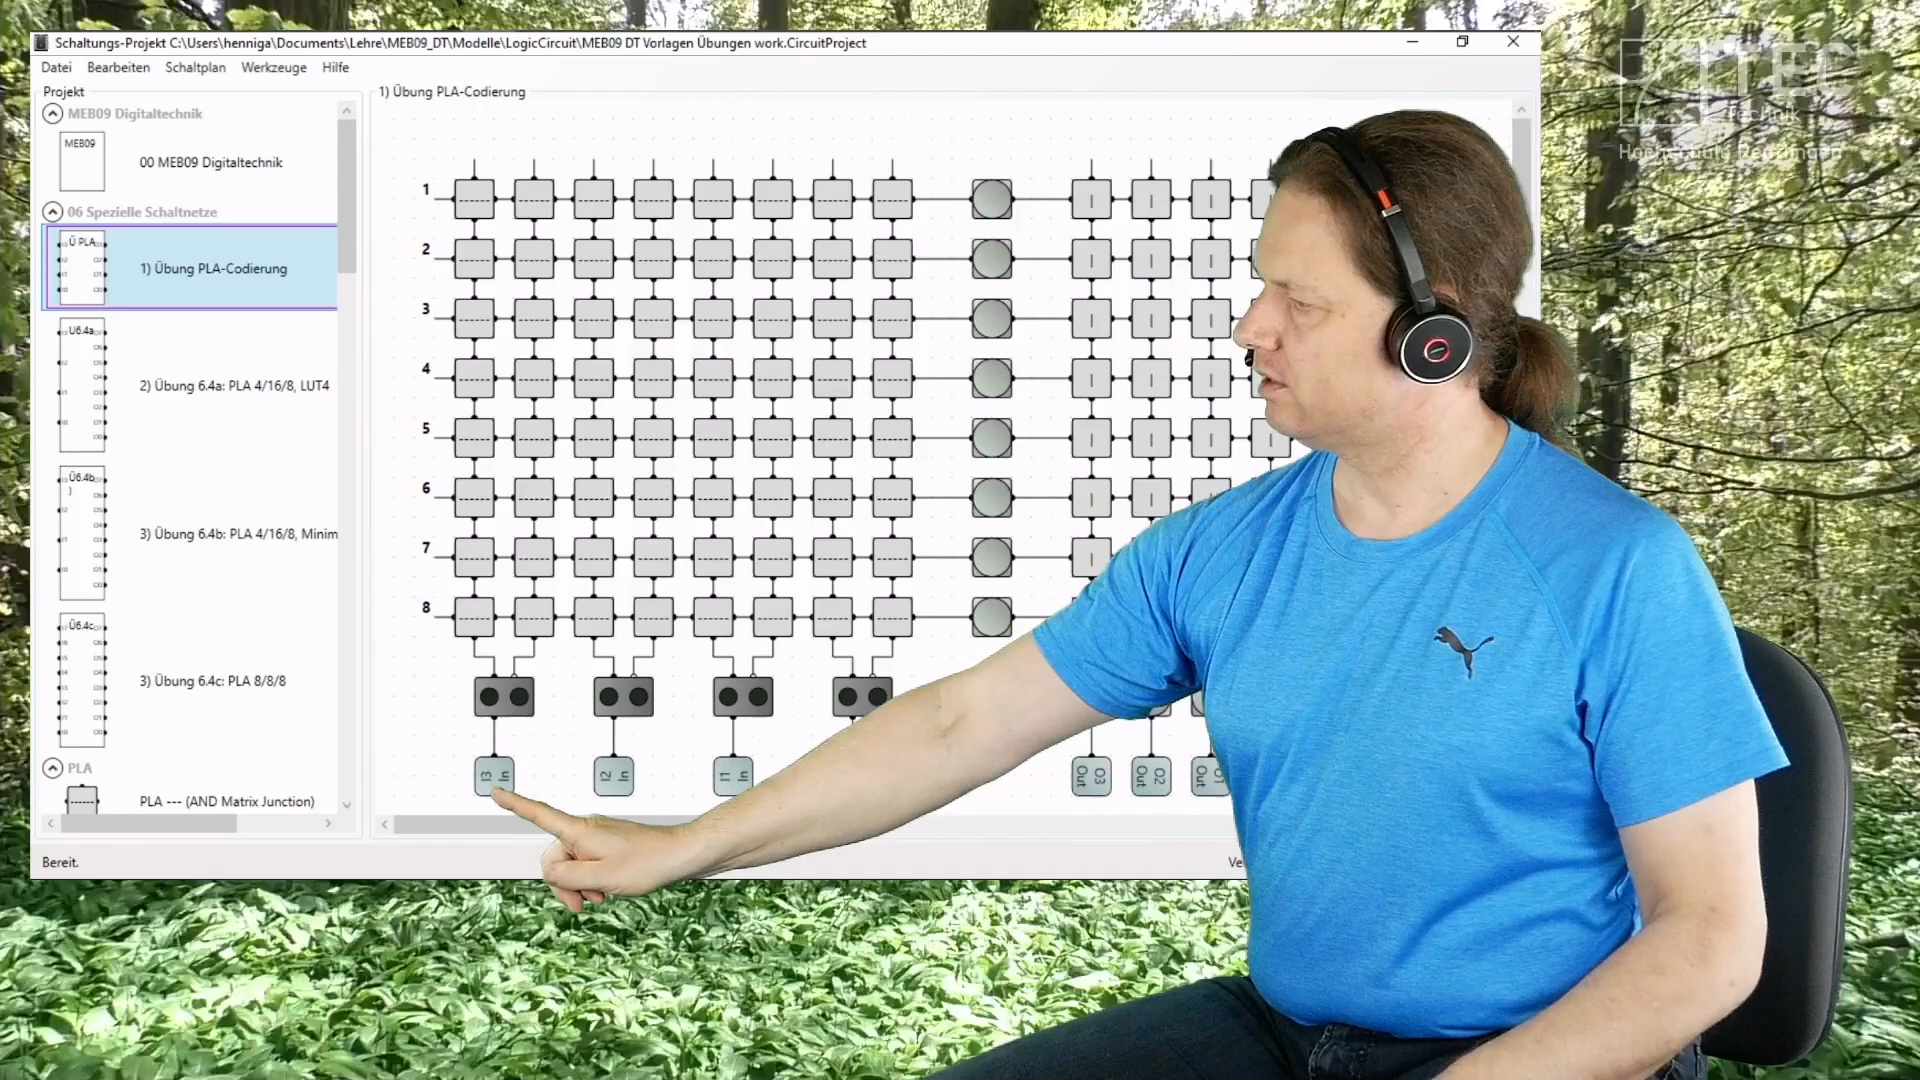 Schaltungs-Projekt C:\Users\henniga\Documents\Lehre\MEB09_DT\Modelle\LogicCircuit\MEB09 DT Vorlagen Übungen work.CircuitProject
Datei Bearbeiten Schaltplan Werkzeuge Hilfe
Projekt
MEB09 Digitaltechnik
MEB09
00 MEB09 Digitaltechnik
06 Spezielle Schaltnetze
Ü PLA
1) Übung PLA-Codierung
Ü6.4a
2) Übung 6.4a: PLA 4/16/8, LUT4
Ü6.4b
)
3) Übung 6.4b: PLA 4/16/8, Minim
Ü6.4c
3) Übung 6.4c: PLA 8/8/8
PLA
PLA --- (AND Matrix Junction)
Bereit.
1) Übung PLA-Codierung
1
2
3
4
5
6
7
8
I3 In
I2 In
I1 In
O3 Out
O2 Out
Technik